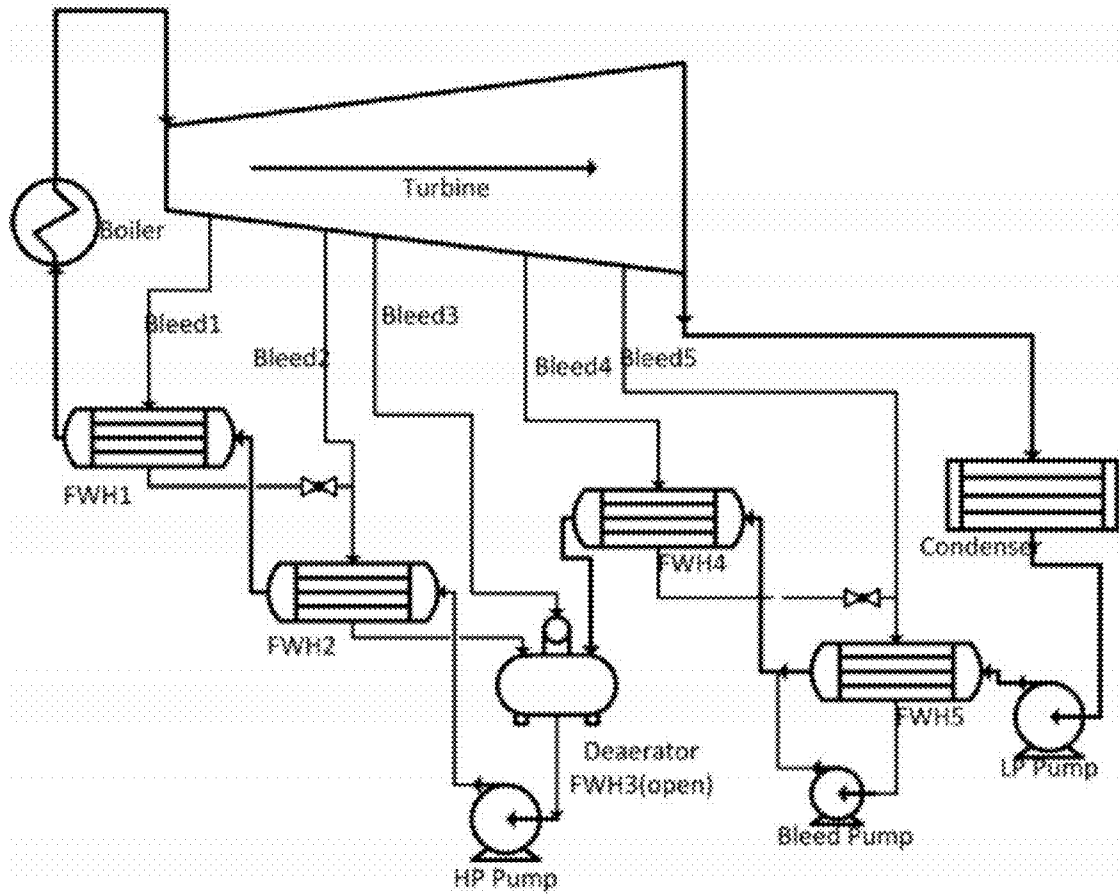 Turbine
Boiler
Bleed1
Bleed2
Bleed3
Bleed4
Bleed5
FWH1
FWH4
Condenser
FWH2
FWH5
Deaerator
FWH3(open)
LP Pump
Bleed Pump
HP Pump